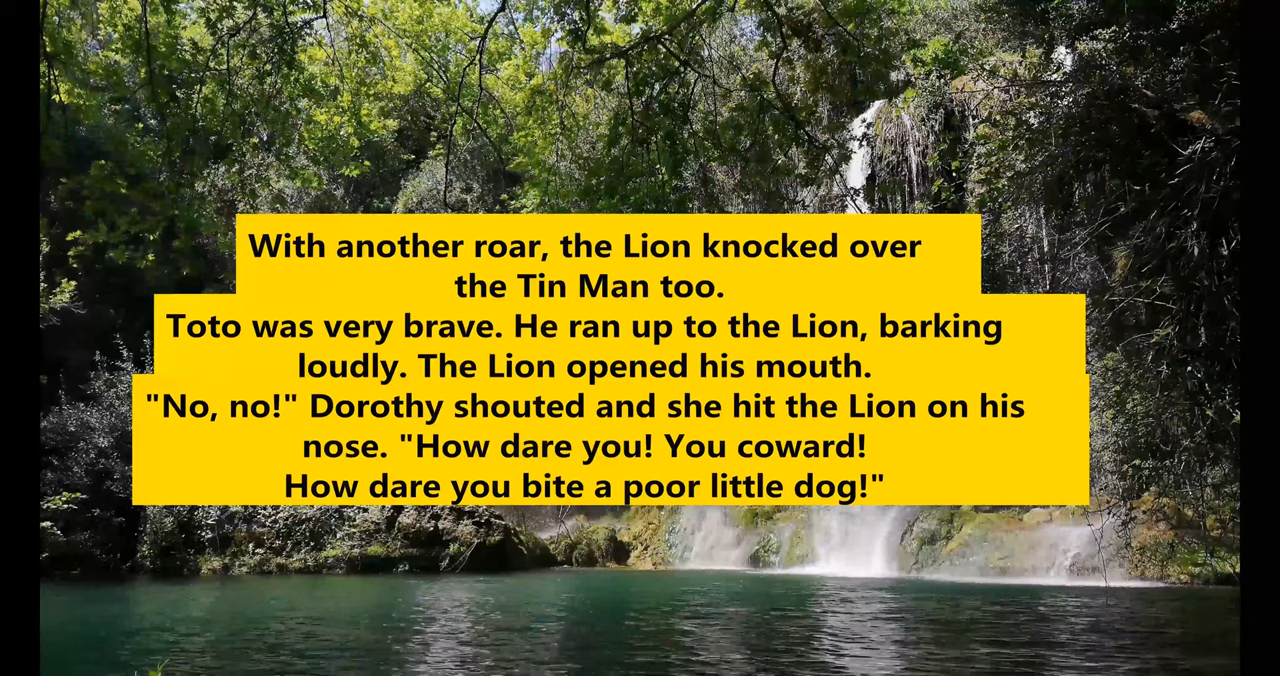 With another roar, the Lion knocked over
the Tin Man too.
Toto was very brave. He ran up to the Lion, barking
loudly. The Lion opened his mouth.
"No, no!" Dorothy shouted and she hit the Lion on his
nose. "How dare you! You coward!
How dare you bite a poor little dog!"